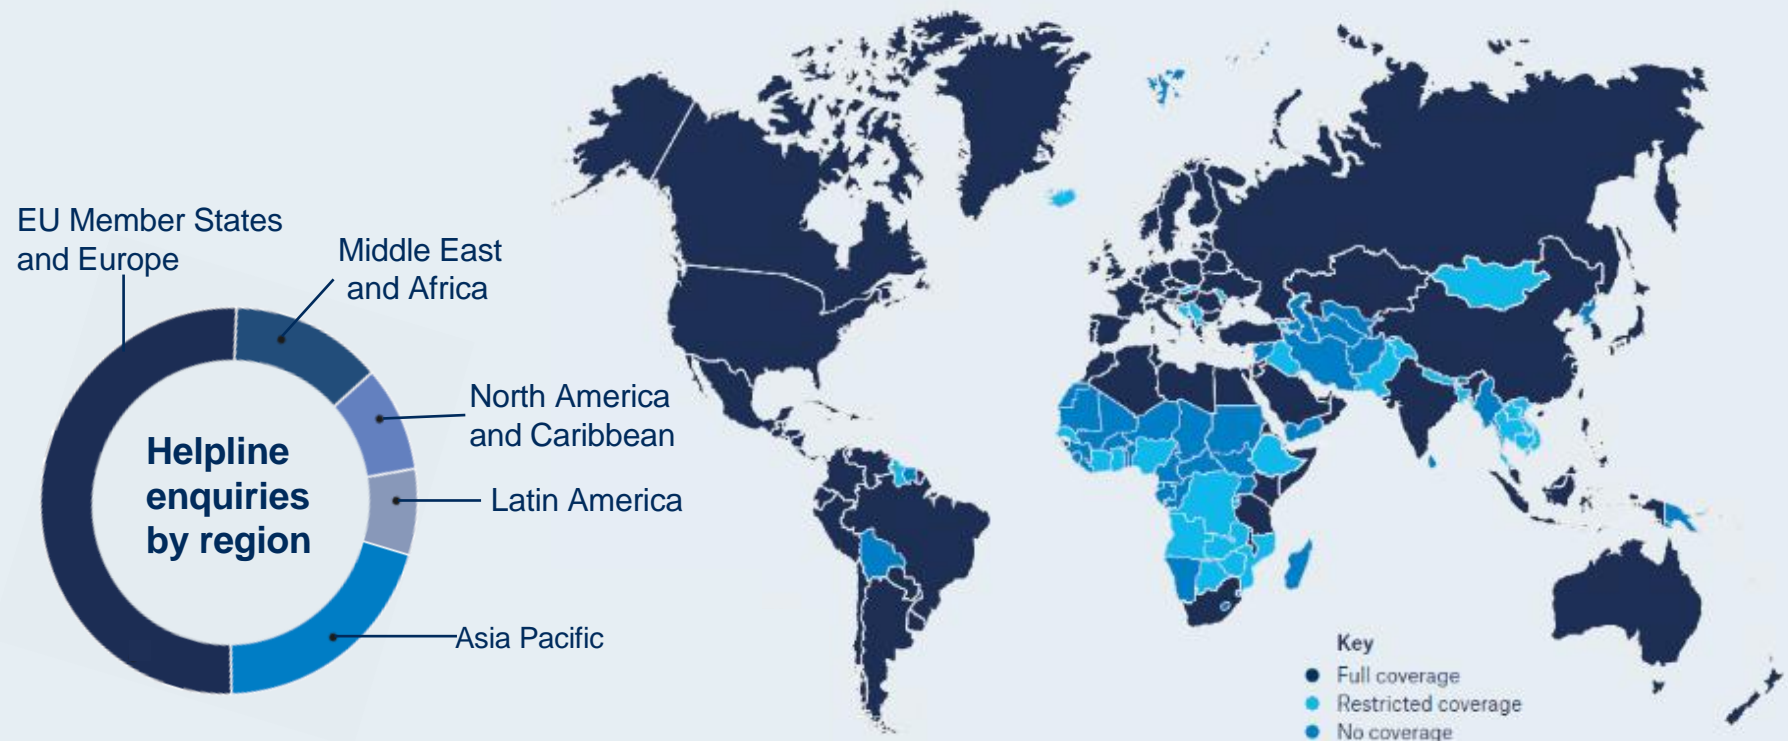 EU Member States
and Europe
Middle East
and Africa
North America
and Caribbean
Latin America
Asia Pacific
Helpline
enquiries
by region
Key
Full coverage
Restricted coverage
No coverage